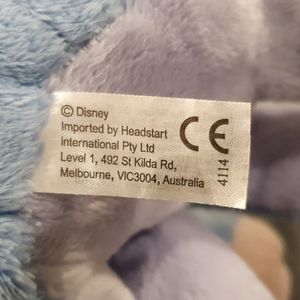 © Disney
Imported by Headstart
International Pty Ltd
Level 1, 492 St Kilda Rd,
Melbourne, VIC3004, Australia
CE
4114